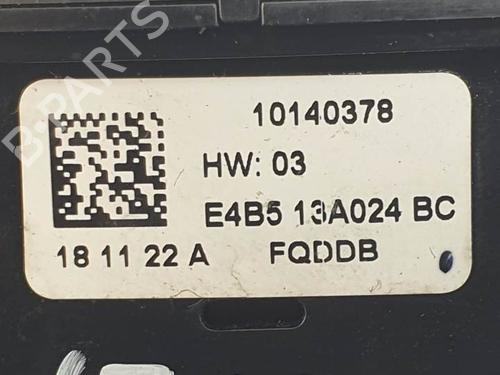 B-PARTS
10140378
HW: 03
E4B5 13A024 BC
18 11 22 A FQDDB